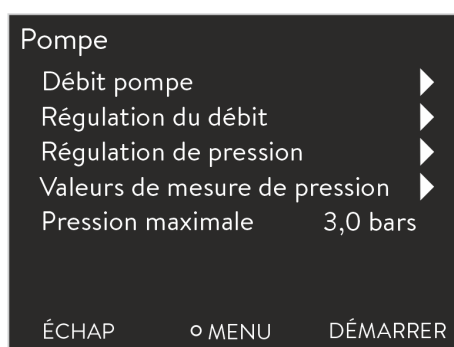 Pompe
Débit pompe
Régulation du débit
Régulation de pression
Valeurs de mesure de pression
Pression maximale 3,0 bars
ÉCHAP MENU DÉMARRER